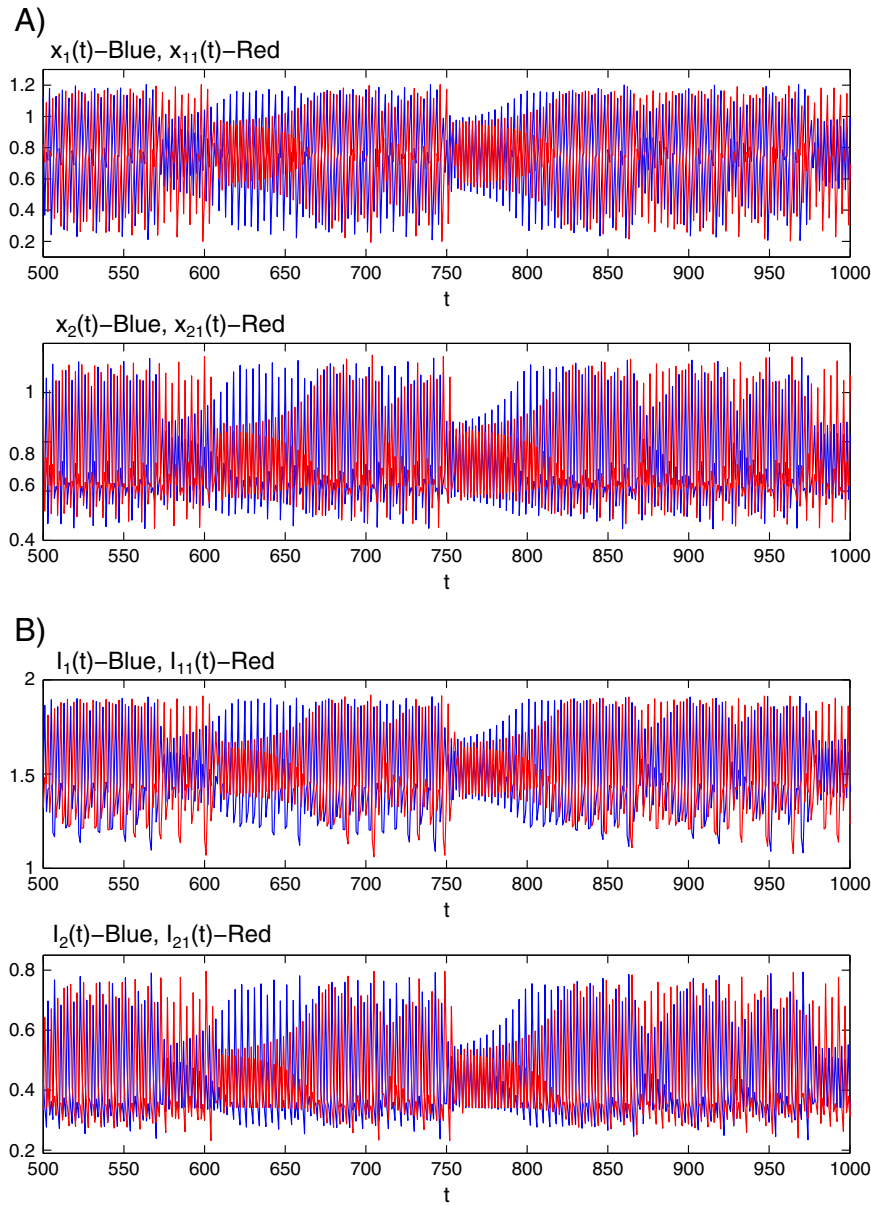 A)
x₁(t)−Blue, x₁₁(t)−Red
1.2
1
0.8
0.6
0.4
0.2
500 550 600 650 700 750 800 850 900 950 1000
t
x₂(t)−Blue, x₂₁(t)−Red
1
0.8
0.6
0.4
500 550 600 650 700 750 800 850 900 950 1000
t
B)
I₁(t)−Blue, I₁₁(t)−Red
2
1.5
1
500 550 600 650 700 750 800 850 900 950 1000
t
I₂(t)−Blue, I₂₁(t)−Red
0.8
0.6
0.4
0.2
500 550 600 650 700 750 800 850 900 950 1000
t